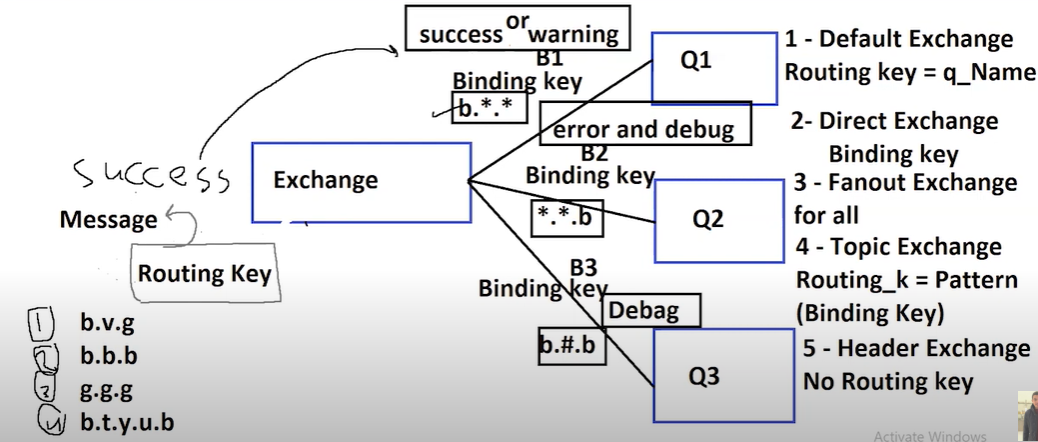 success or warning
B1
Binding key
b.*.*
Q1
error and debug
B2
Binding key
*.*.b
Q2
B3
Binding key
Debag
b.#.b
Q3
success
Exchange
Message
Routing Key
1 b.v.g
2 b.b.b
3 g.g.g
4 b.t.y.u.b
1 - Default Exchange
Routing key = q_Name
2- Direct Exchange
Binding key
3 - Fanout Exchange
for all
4 - Topic Exchange
Routing_k = Pattern
(Binding Key)
5 - Header Exchange
No Routing key
Activate Windows